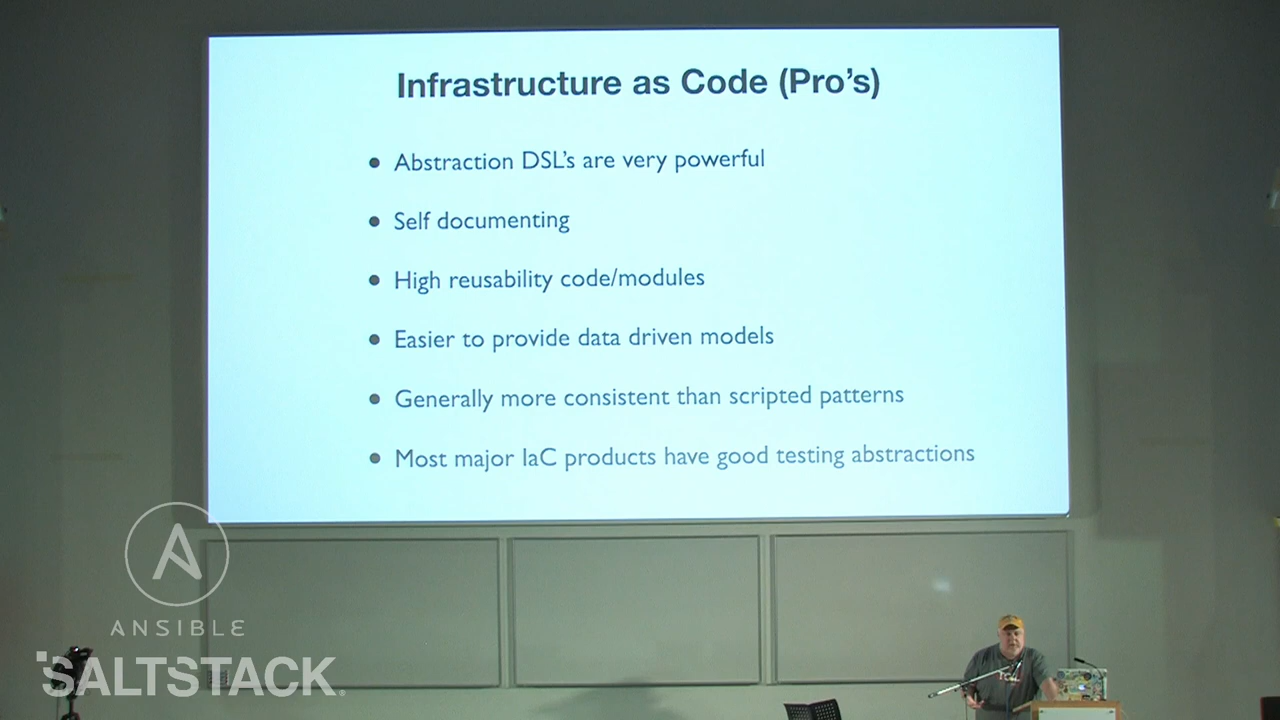 Infrastructure as Code (Pro's)
Abstraction DSL's are very powerful
Self documenting
High reusability code/modules
Easier to provide data driven models
Generally more consistent than scripted patterns
Most major IaC products have good testing abstractions
ANSIBLE
SALTSTACK